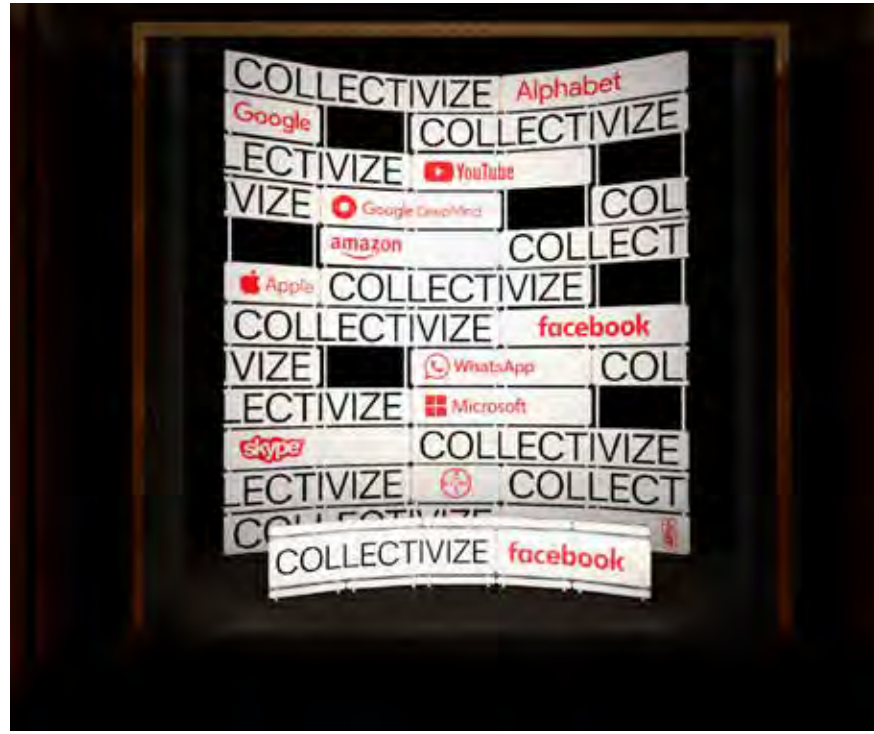 COLLECTIVIZE Alphabet
Google COLLECTIVIZE
LECTIVIZE YouTube
VIZE Google DeepMind COL
amazon COLLECT
Apple COLLECTIVIZE
COLLECTIVIZE facebook
VIZE WhatsApp COL
LECTIVIZE Microsoft
skype COLLECTIVIZE
LECTIVIZE COLLECT
COLLECTIVIZE
COLLECTIVIZE facebook